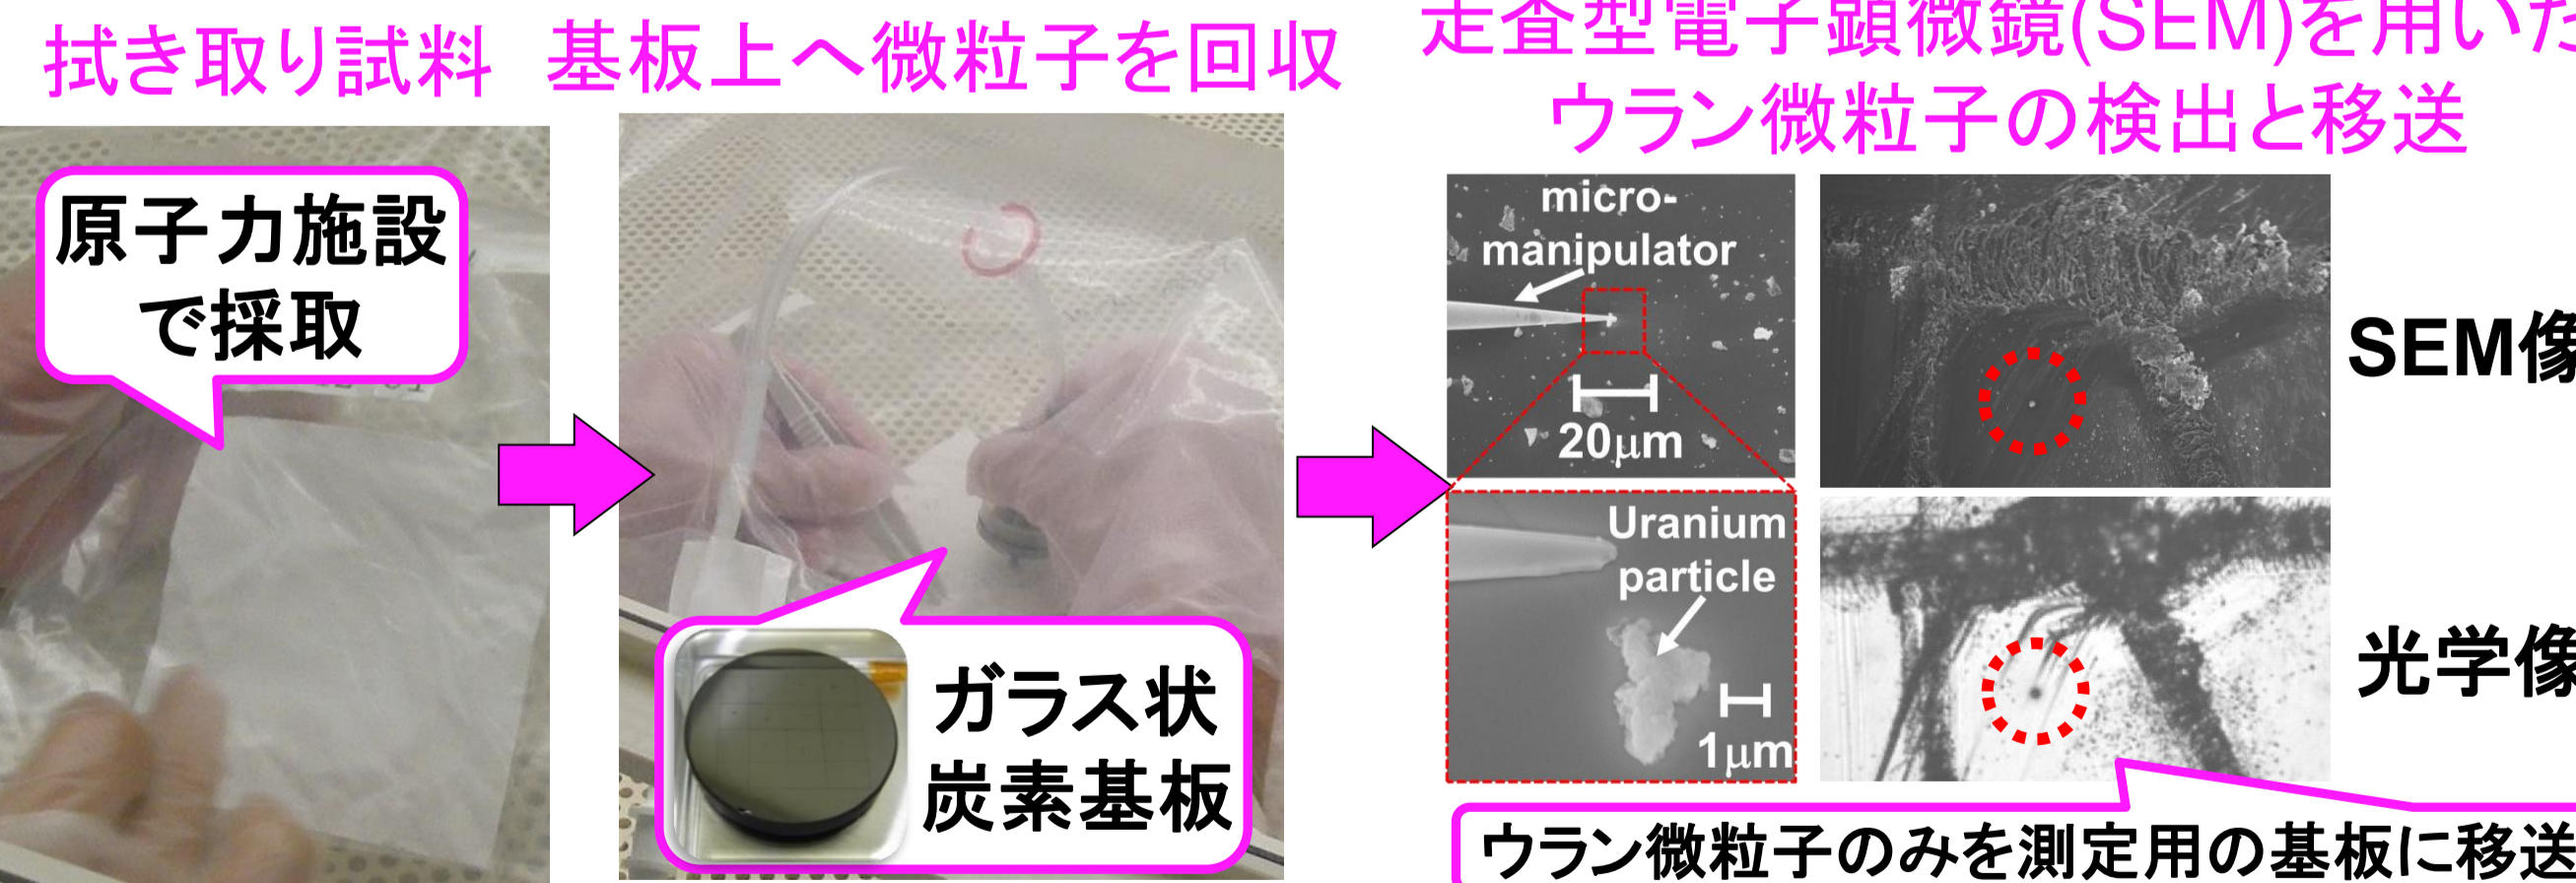 拭き取り試料
原子力施設
で採取
基板上へ微粒子を回収
ガラス状
炭素基板
走査型電子顕微鏡(SEM)を用いた
ウラン微粒子の検出と移送
micro-
manipulator
20μm
Uranium
particle
1μm
SEM像
光学像
ウラン微粒子のみを測定用の基板に移送